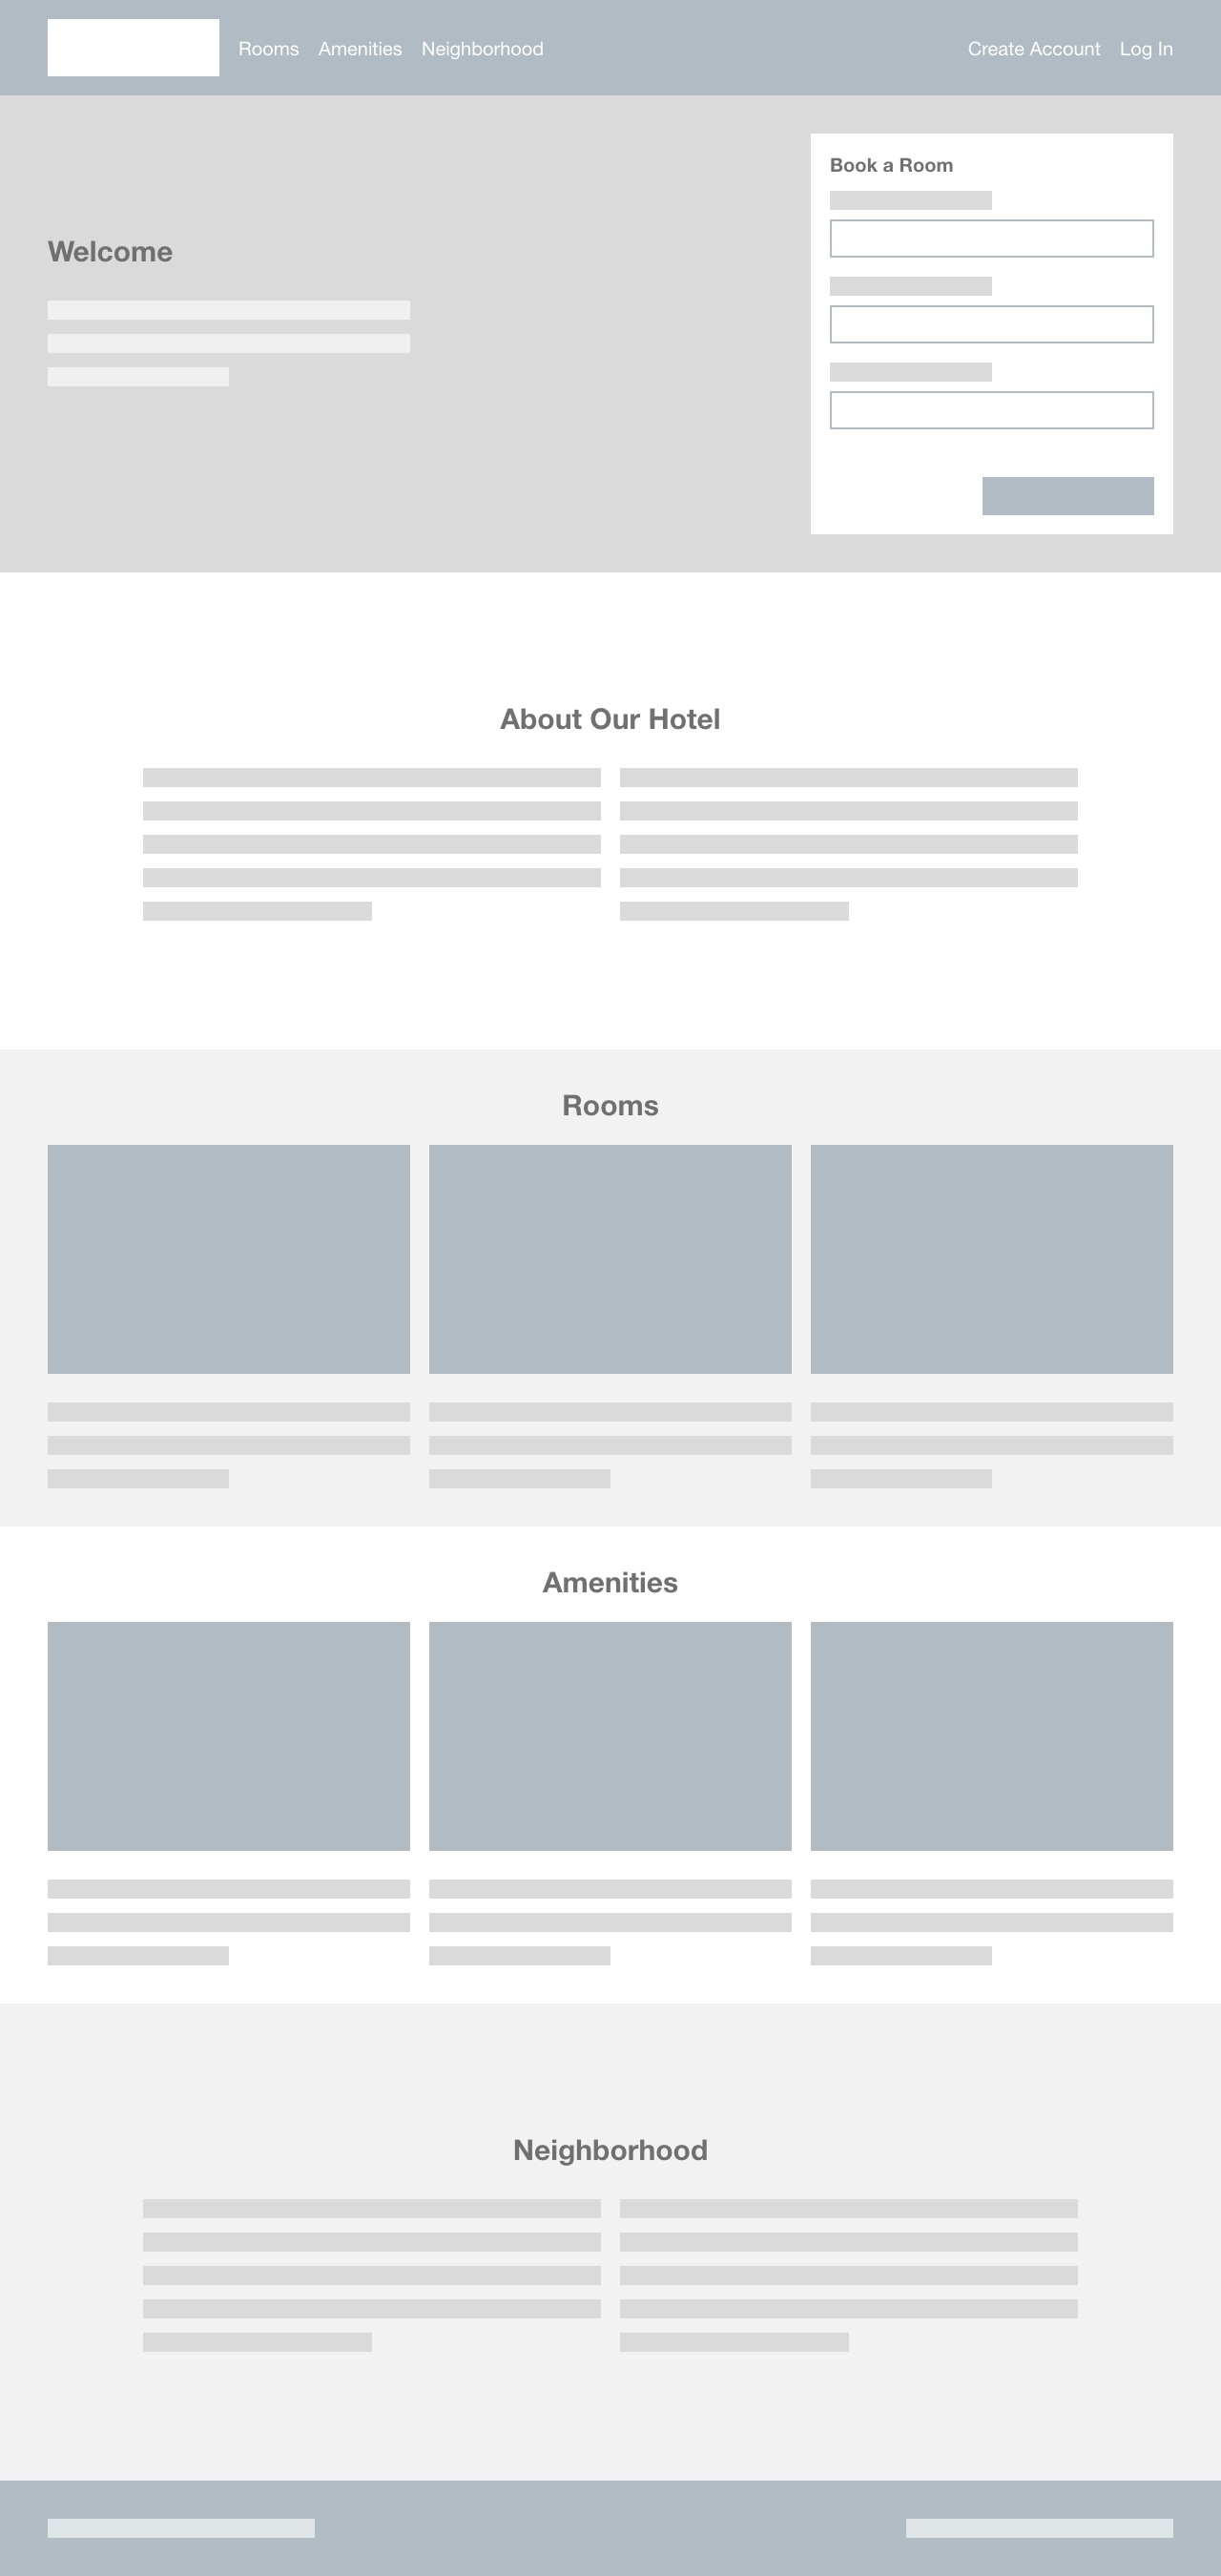 Rooms Amenities Neighborhood Create Account Log In
Welcome
Book a Room
About Our Hotel
Rooms
Amenities
Neighborhood